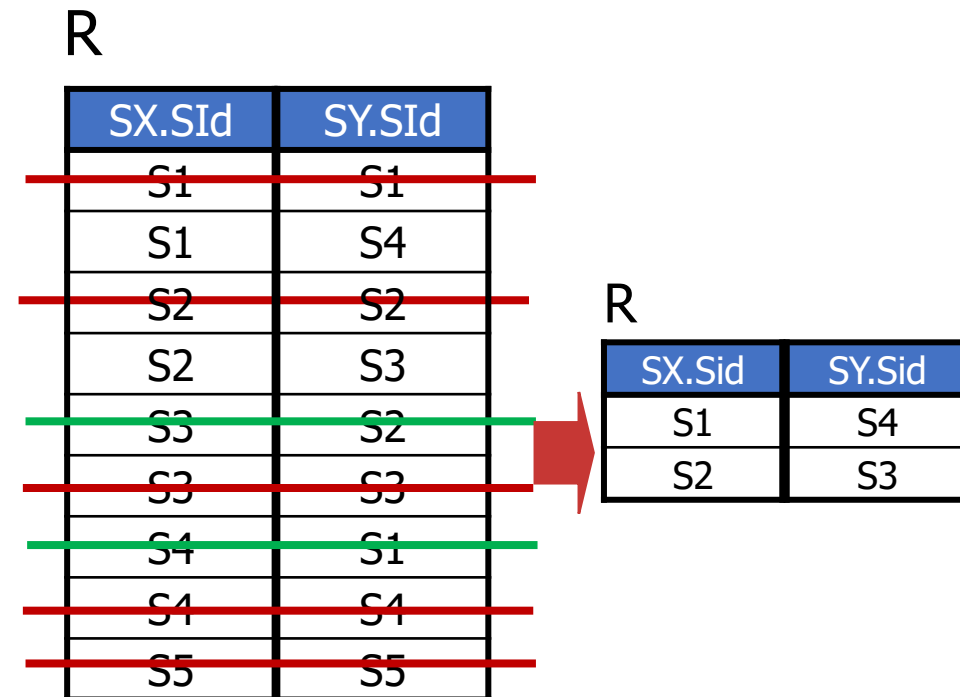 R
SX.SId SY.SId
S1 S1
S1 S4
S2 S2
S2 S3
S3 S2
S3 S3
S4 S1
S4 S4
S5 S5
R
SX.Sid SY.Sid
S1 S4
S2 S3